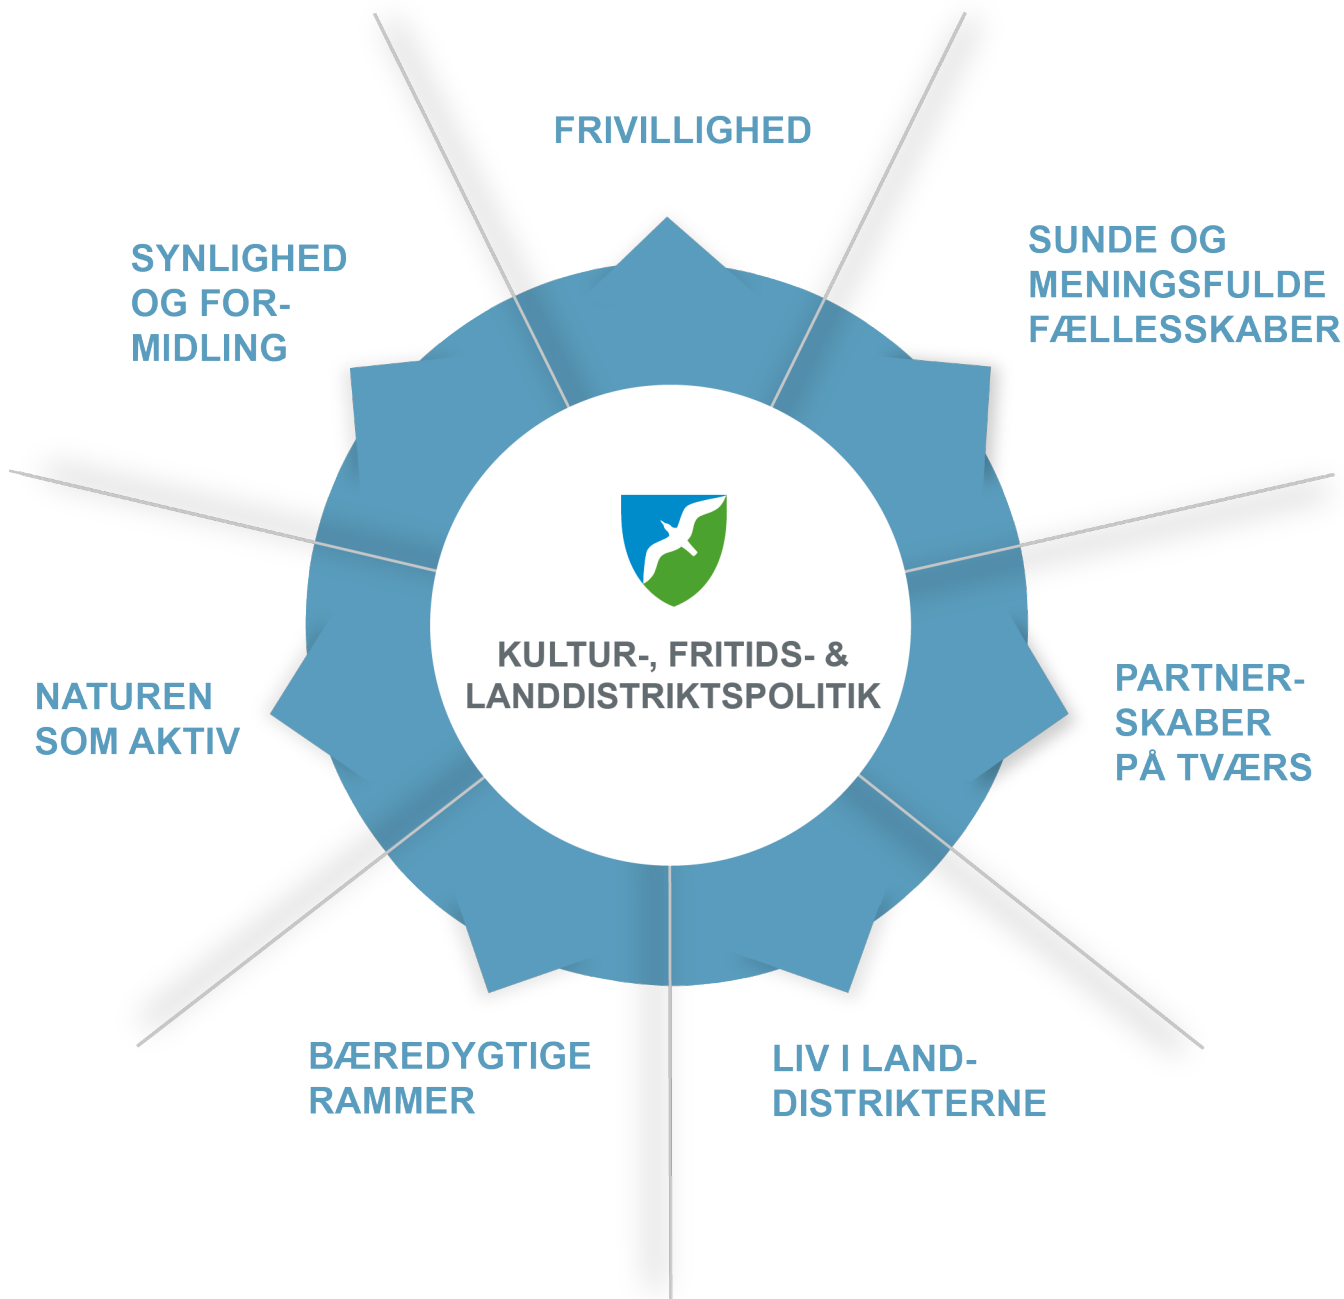 FRIVILLIGHED
SUNDE OG
MENINGSFULDE
FÆLLESSKABER
PARTNER-
SKABER
PÅ TVÆRS
LIV I LAND-
DISTRIKTERNE
BÆREDYGTIGE
RAMMER
NATUREN
SOM AKTIV
SYNLIGHED
OG FOR-
MIDLING
KULTUR-, FRITIDS- &
LANDDISTRIKTSPOLITIK